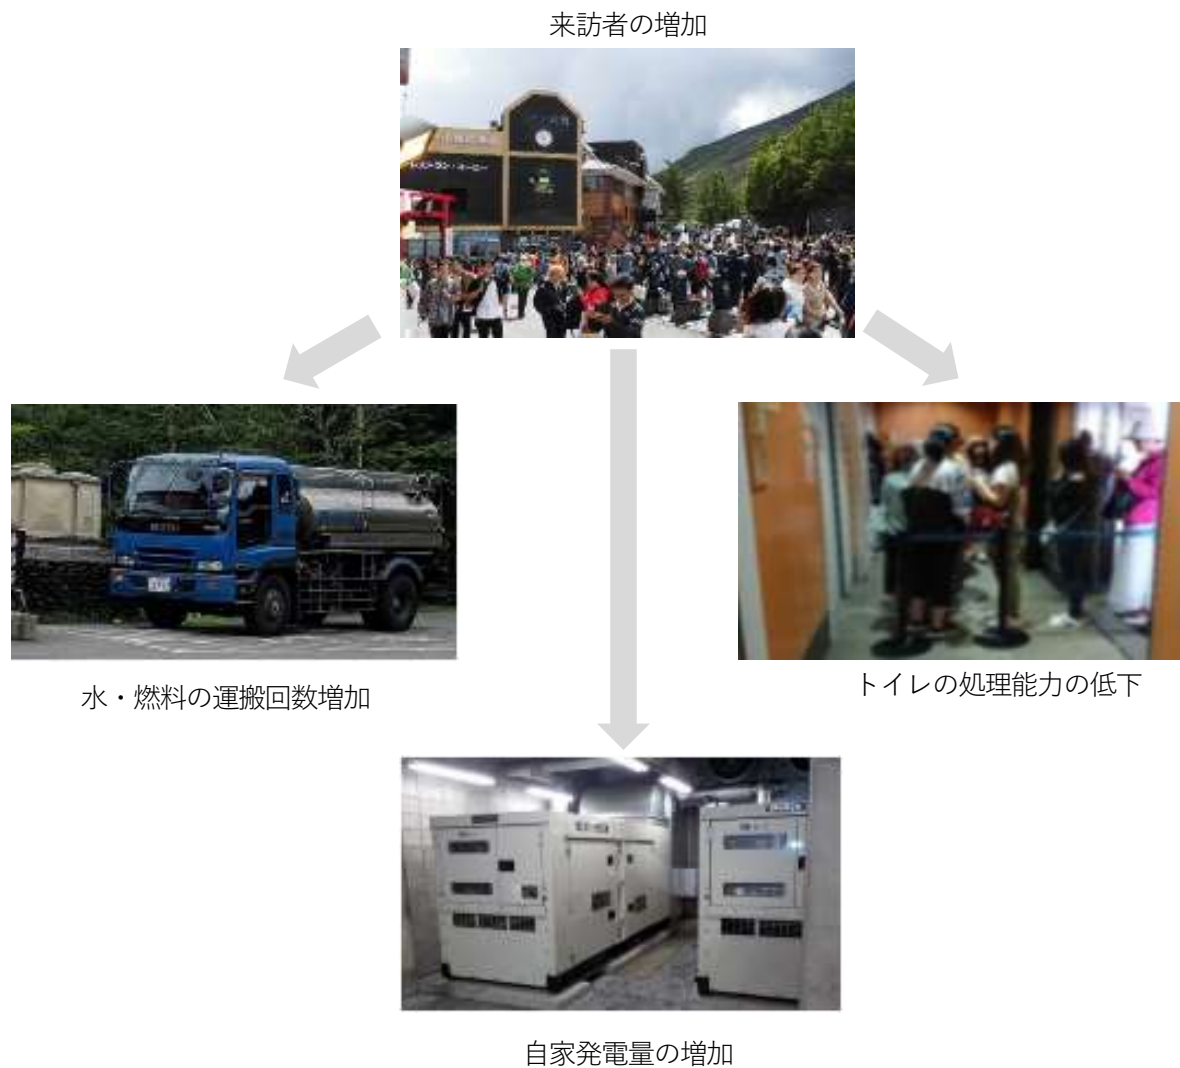 来訪者の増加
水・燃料の運搬回数増加
トイレの処理能力の低下
自家発電量の増加